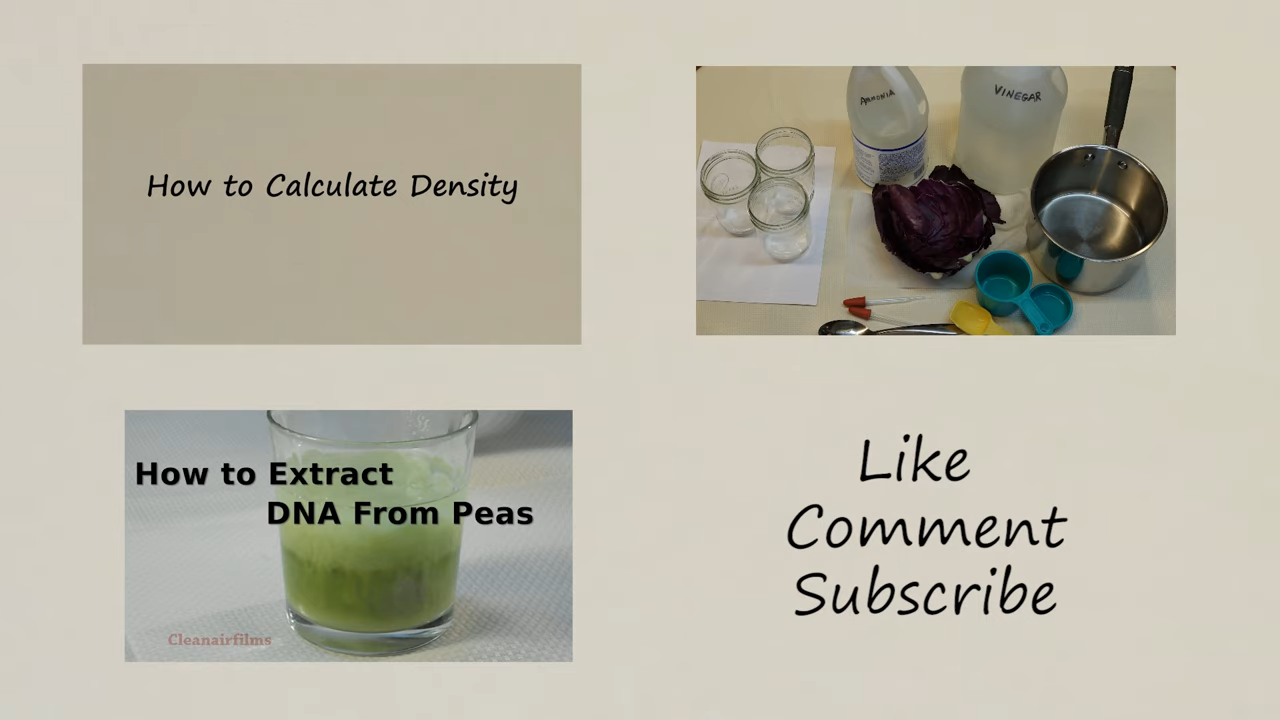 How to Calculate Density
AMMONIA
VINEGAR
How to Extract
DNA From Peas
Cleanairfilms
Like
Comment
Subscribe